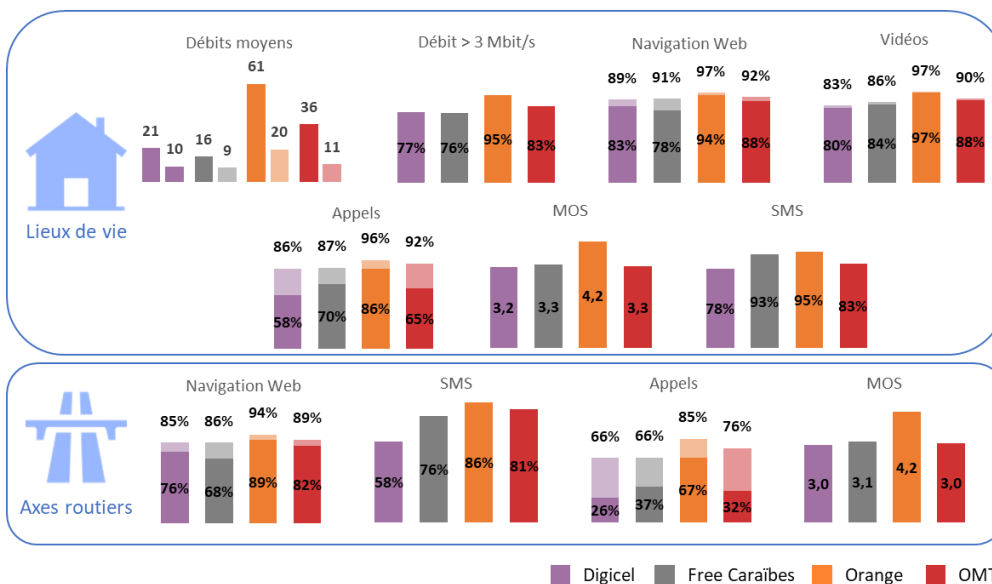 Débits moyens
Débit > 3 Mbit/s
Navigation Web
Vidéos
21 10 16 9 61 20 36 11
77% 76% 95% 83%
89% 91% 97% 92%
83% 78% 94% 88%
83% 86% 97% 90%
80% 84% 97% 88%
Lieux de vie
Appels
MOS
SMS
86% 87% 96% 92%
58% 70% 86% 65%
3,2 3,3 4,2 3,3
78% 93% 95% 83%
Navigation Web
SMS
Appels
MOS
85% 86% 94% 89%
76% 68% 89% 82%
58% 76% 86% 81%
66% 66% 85% 76%
26% 37% 67% 32%
3,0 3,1 4,2 3,0
Axes routiers
Digicel Free Caraïbes Orange OMT